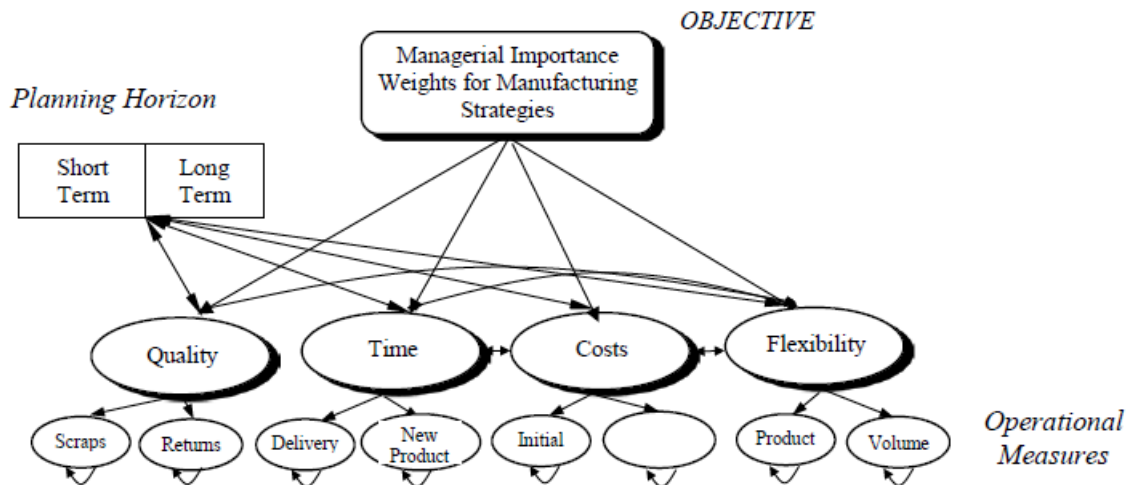 OBJECTIVE
Managerial Importance
Weights for Manufacturing
Strategies
Planning Horizon
Short
Term
Long
Term
Quality
Time
Costs
Flexibility
Scraps
Returns
Delivery
New
Product
Initial
Product
Volume
Operational
Measures